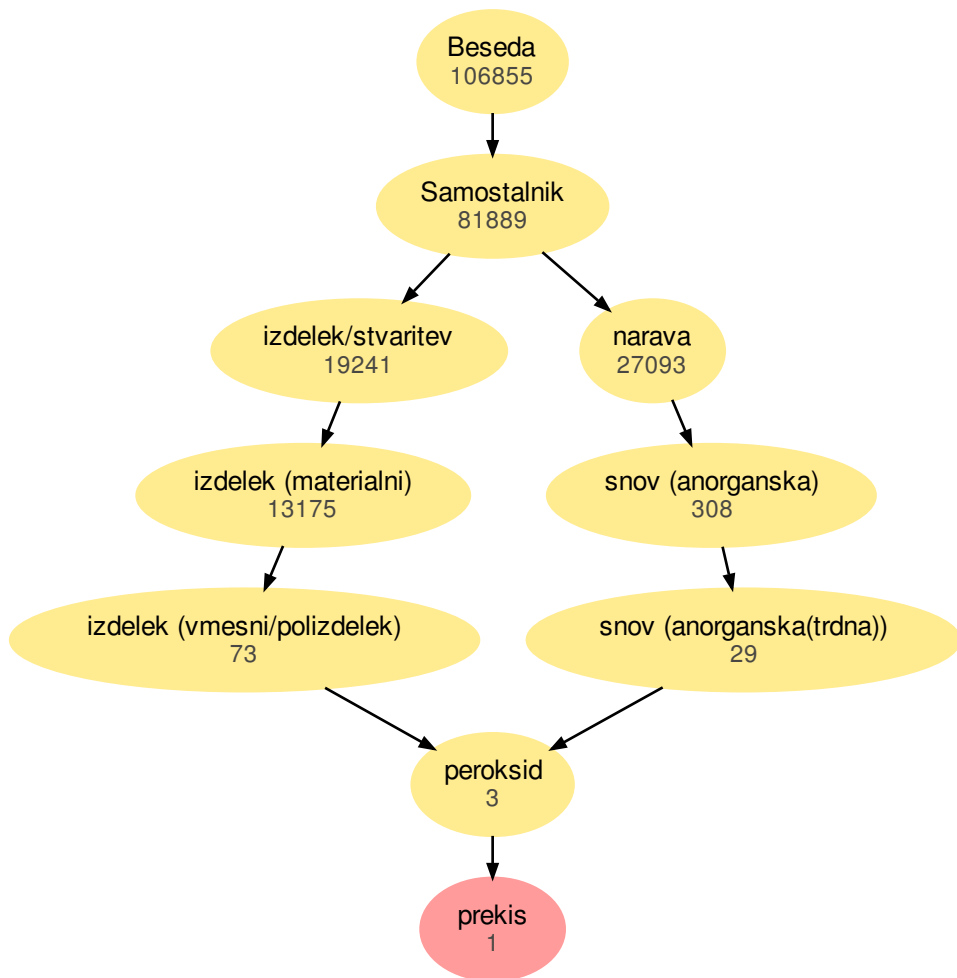 Beseda
106855
Samostalnik
81889
izdelek/stvaritev
19241
narava
27093
izdelek (materialni)
13175
snov (anorganska)
308
izdelek (vmesni/polizdelek)
73
snov (anorganska(trdna))
29
peroksid
3
prekis
1